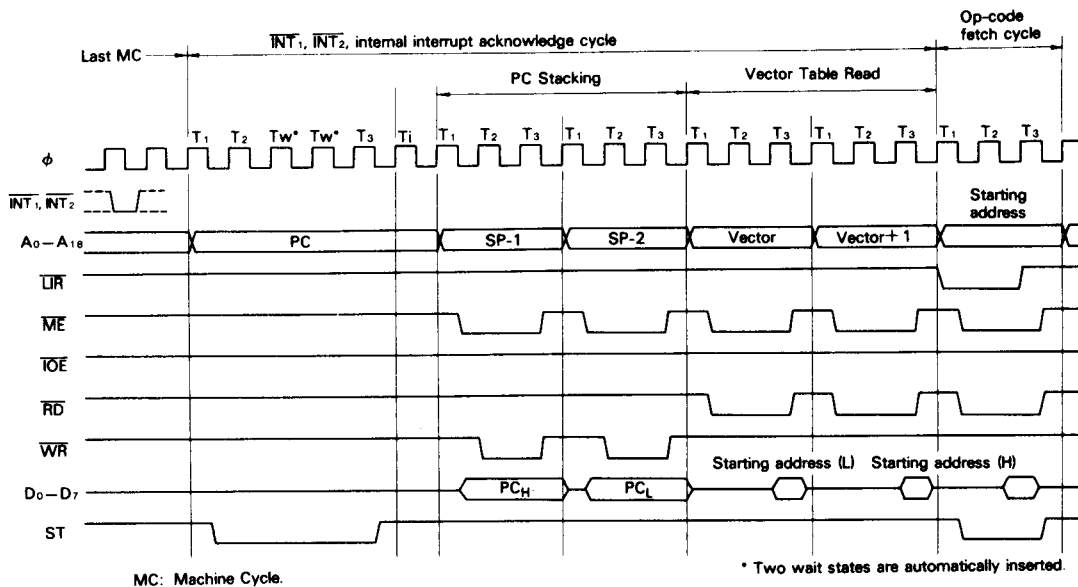 Op-code
fetch cycle
Last MC
INT₁, INT₂, internal interrupt acknowledge cycle
PC Stacking
Vector Table Read
T₁ T₂ Tw* Tw* T₃ Ti T₁ T₂ T₃ T₁ T₂ T₃ T₁ T₂ T₃ T₁ T₂ T₃ T₁ T₂ T₃
φ
INT₁, INT₂
Starting
address
A₀–A₁₈ PC SP-1 SP-2 Vector Vector+1
LIR
ME
IOE
RD
WR
Starting address (L) Starting address (H)
D₀–D₇ PC_H PC_L
ST
MC: Machine Cycle.
* Two wait states are automatically inserted.